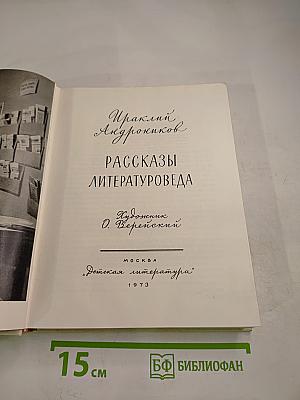 Ираклий
Андроников
РАССКАЗЫ
ЛИТЕРАТУРОВЕДА
Художник
О. Верейский
МОСКВА
„Детская литература"
1973
15 см
БФ БИБЛИОФАН